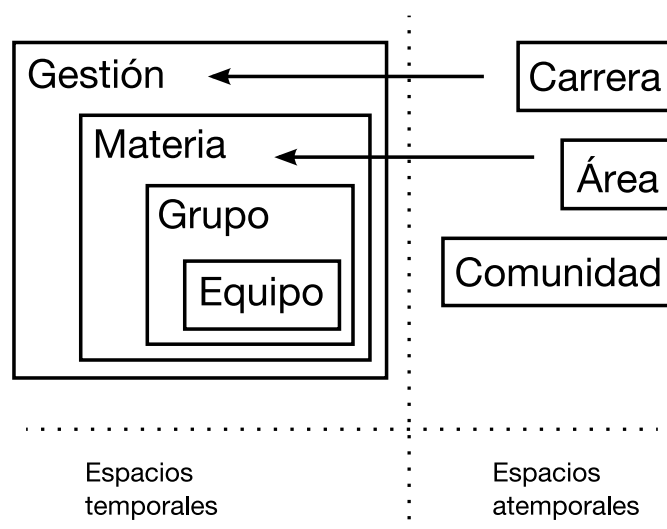 Gestión
Carrera
Materia
Área
Grupo
Comunidad
Equipo
Espacios
temporales
Espacios
atemporales